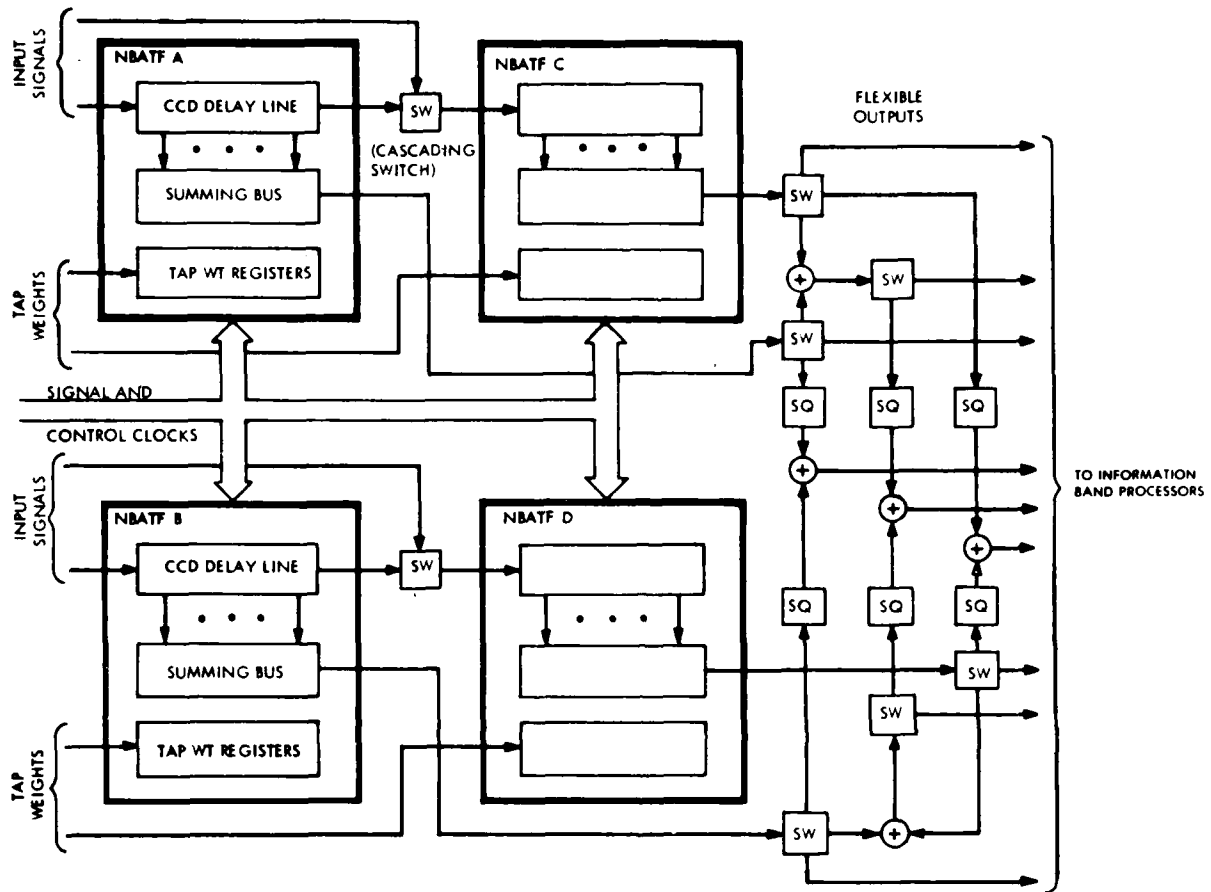 INPUT
SIGNALS
NBATF A
CCD DELAY LINE
• • •
SUMMING BUS
TAP WT REGISTERS
TAP
WEIGHTS
SW
(CASCADING
SWITCH)
NBATF C
• • •
FLEXIBLE
OUTPUTS
SW
+
SW
SW
SQ
SQ
SQ
+
+
+
SIGNAL AND
CONTROL CLOCKS
TO INFORMATION
BAND PROCESSORS
INPUT
SIGNALS
NBATF B
CCD DELAY LINE
• • •
SUMMING BUS
TAP WT REGISTERS
TAP
WEIGHTS
SW
NBATF D
• • •
SQ
SQ
SQ
SW
SW
SW
+